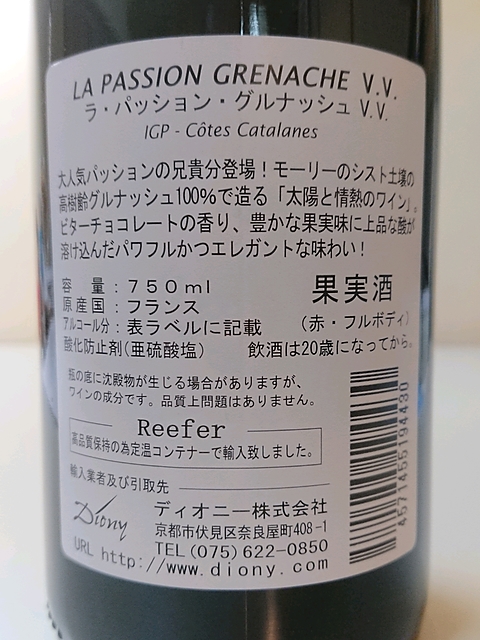 LA PASSION GRENACHE V.V.
ラ・パッション・グルナッシュ V.V.
IGP - Côtes Catalanes
大人気パッションの兄貴分登場！モーリーのシスト土壌の
高樹齢グルナッシュ100%で造る「太陽と情熱のワイン」。
ビターチョコレートの香り、豊かな果実味に上品な酸が
溶け込んだパワフルかつエレガントな味わい！
容 量：750ml
果実酒
原産国：フランス
アルコール分：表ラベルに記載
（赤・フルボディ）
酸化防止剤(亜硫酸塩)
飲酒は20歳になってから。
瓶の底に沈殿物が生じる場合がありますが、
ワインの成分です。品質上問題はありません。
Reefer
高品質保持の為定温コンテナーで輸入致しました。
輸入業者及び引取先
Diony
ディオニー株式会社
京都市伏見区奈良屋町408-1
TEL(075)622-0850
URL http://www.diony.com
4571455194430